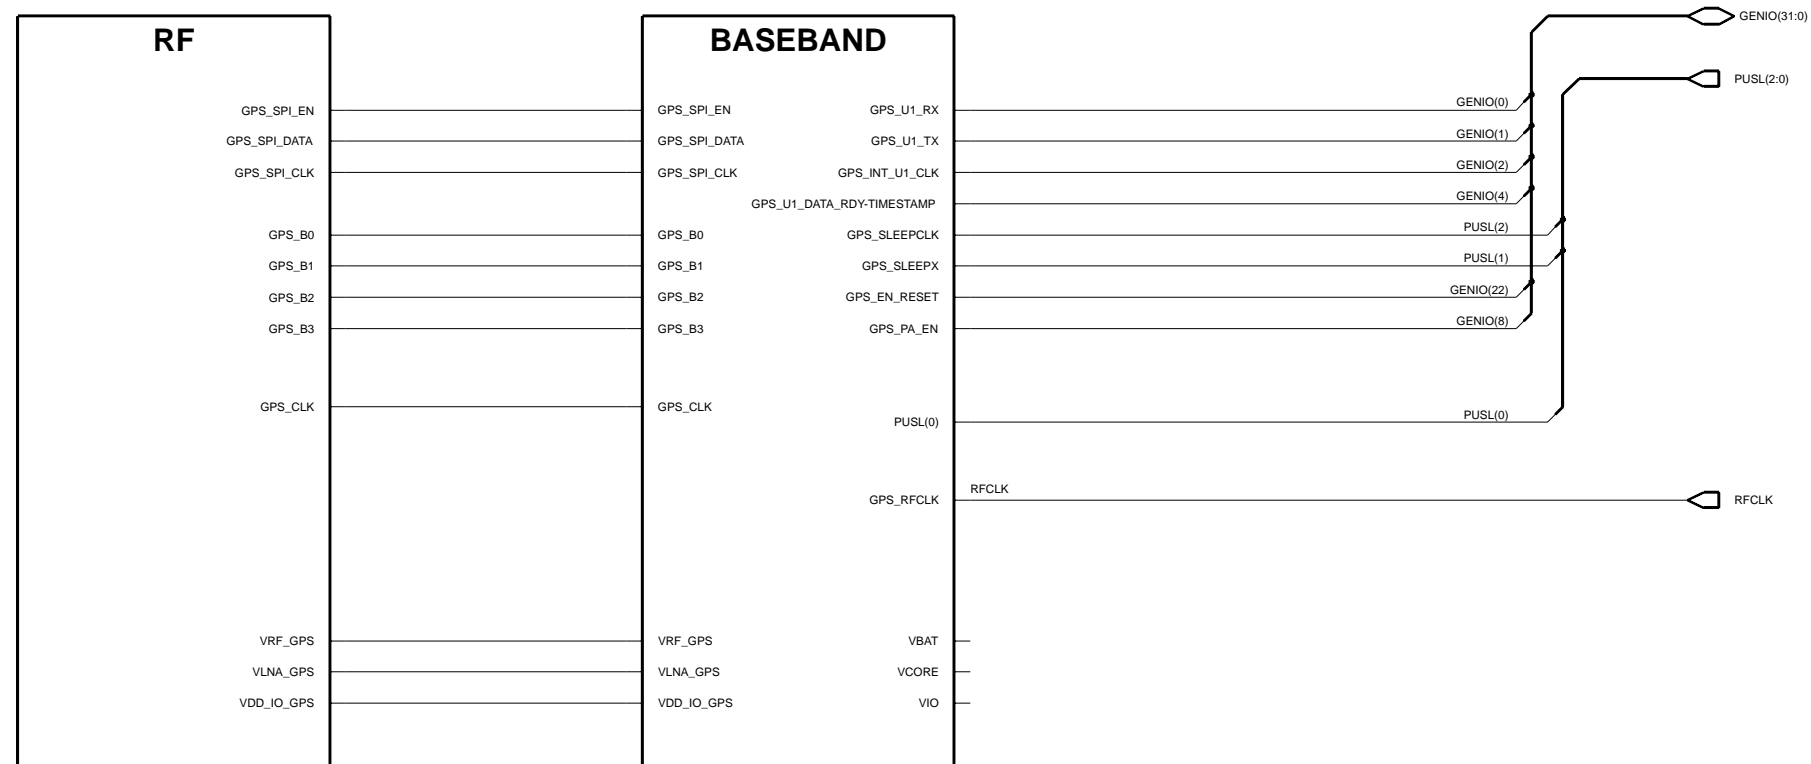 RF
BASEBAND
GENIO(31:0)
PUSL(2:0)
GPS_SPI_EN
GPS_SPI_EN
GPS_U1_RX
GENIO(0)
GPS_SPI_DATA
GPS_SPI_DATA
GPS_U1_TX
GENIO(1)
GPS_SPI_CLK
GPS_SPI_CLK
GPS_INT_U1_CLK
GENIO(2)
GPS_U1_DATA_RDY-TIMESTAMP
GENIO(4)
GPS_B0
GPS_B0
GPS_SLEEPCLK
PUSL(2)
GPS_B1
GPS_B1
GPS_SLEEPX
PUSL(1)
GPS_B2
GPS_B2
GPS_EN_RESET
GENIO(22)
GPS_B3
GPS_B3
GPS_PA_EN
GENIO(8)
GPS_CLK
GPS_CLK
PUSL(0)
PUSL(0)
GPS_RFCLK
RFCLK
RFCLK
VRF_GPS
VRF_GPS
VBAT
VLNA_GPS
VLNA_GPS
VCORE
VDD_IO_GPS
VDD_IO_GPS
VIO